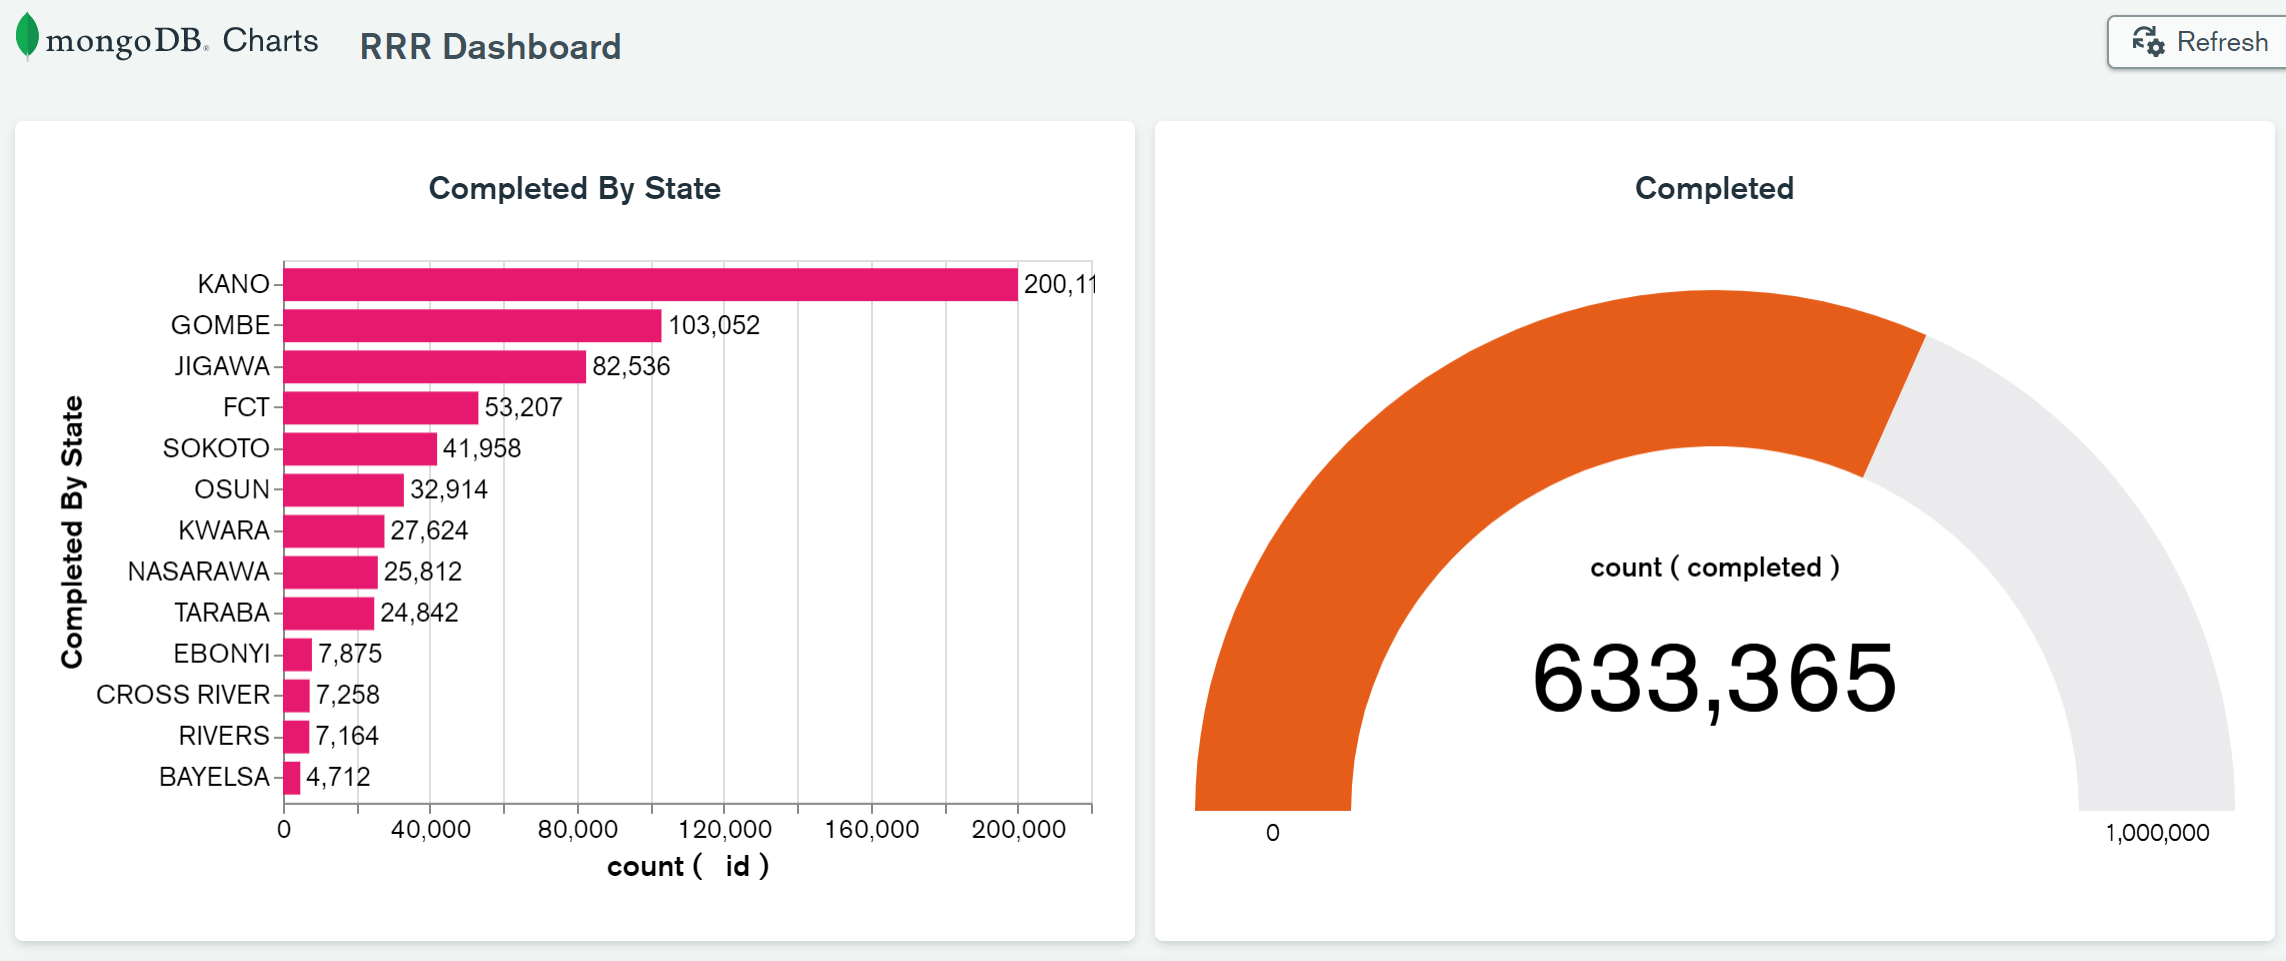 mongoDB. Charts
RRR Dashboard
Refresh
Completed By State
Completed By State
KANO 200,11
GOMBE 103,052
JIGAWA 82,536
FCT 53,207
SOKOTO 41,958
OSUN 32,914
KWARA 27,624
NASARAWA 25,812
TARABA 24,842
EBONYI 7,875
CROSS RIVER 7,258
RIVERS 7,164
BAYELSA 4,712
0 40,000 80,000 120,000 160,000 200,000
count ( id )
Completed
count ( completed )
633,365
0 1,000,000